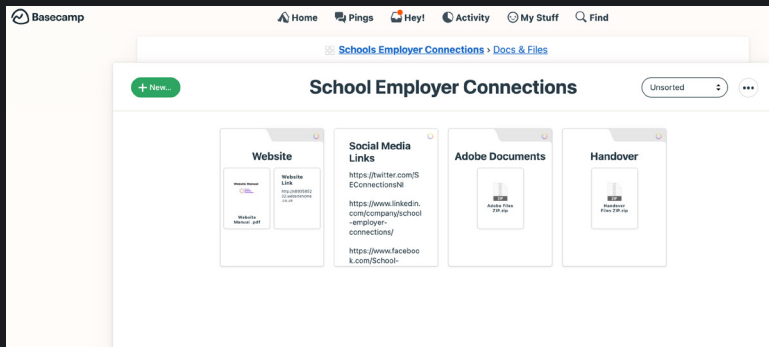 Basecamp
Home
Pings
Hey!
Activity
My Stuff
Find
Schools Employer Connections › Docs & Files
+ New...
School Employer Connections
Unsorted
Website
Website Manual
Website
Manual .pdf
Website
Link
Social Media
Links
https://twitter.com/S
EConnectionsNI
https://www.linkedin.
com/company/school
-employer-
connections/
https://www.faceboo
k.com/School-
Adobe Documents
ZIP
Adobe Files
ZIP.zip
Handover
ZIP
Handover
Files ZIP.zip